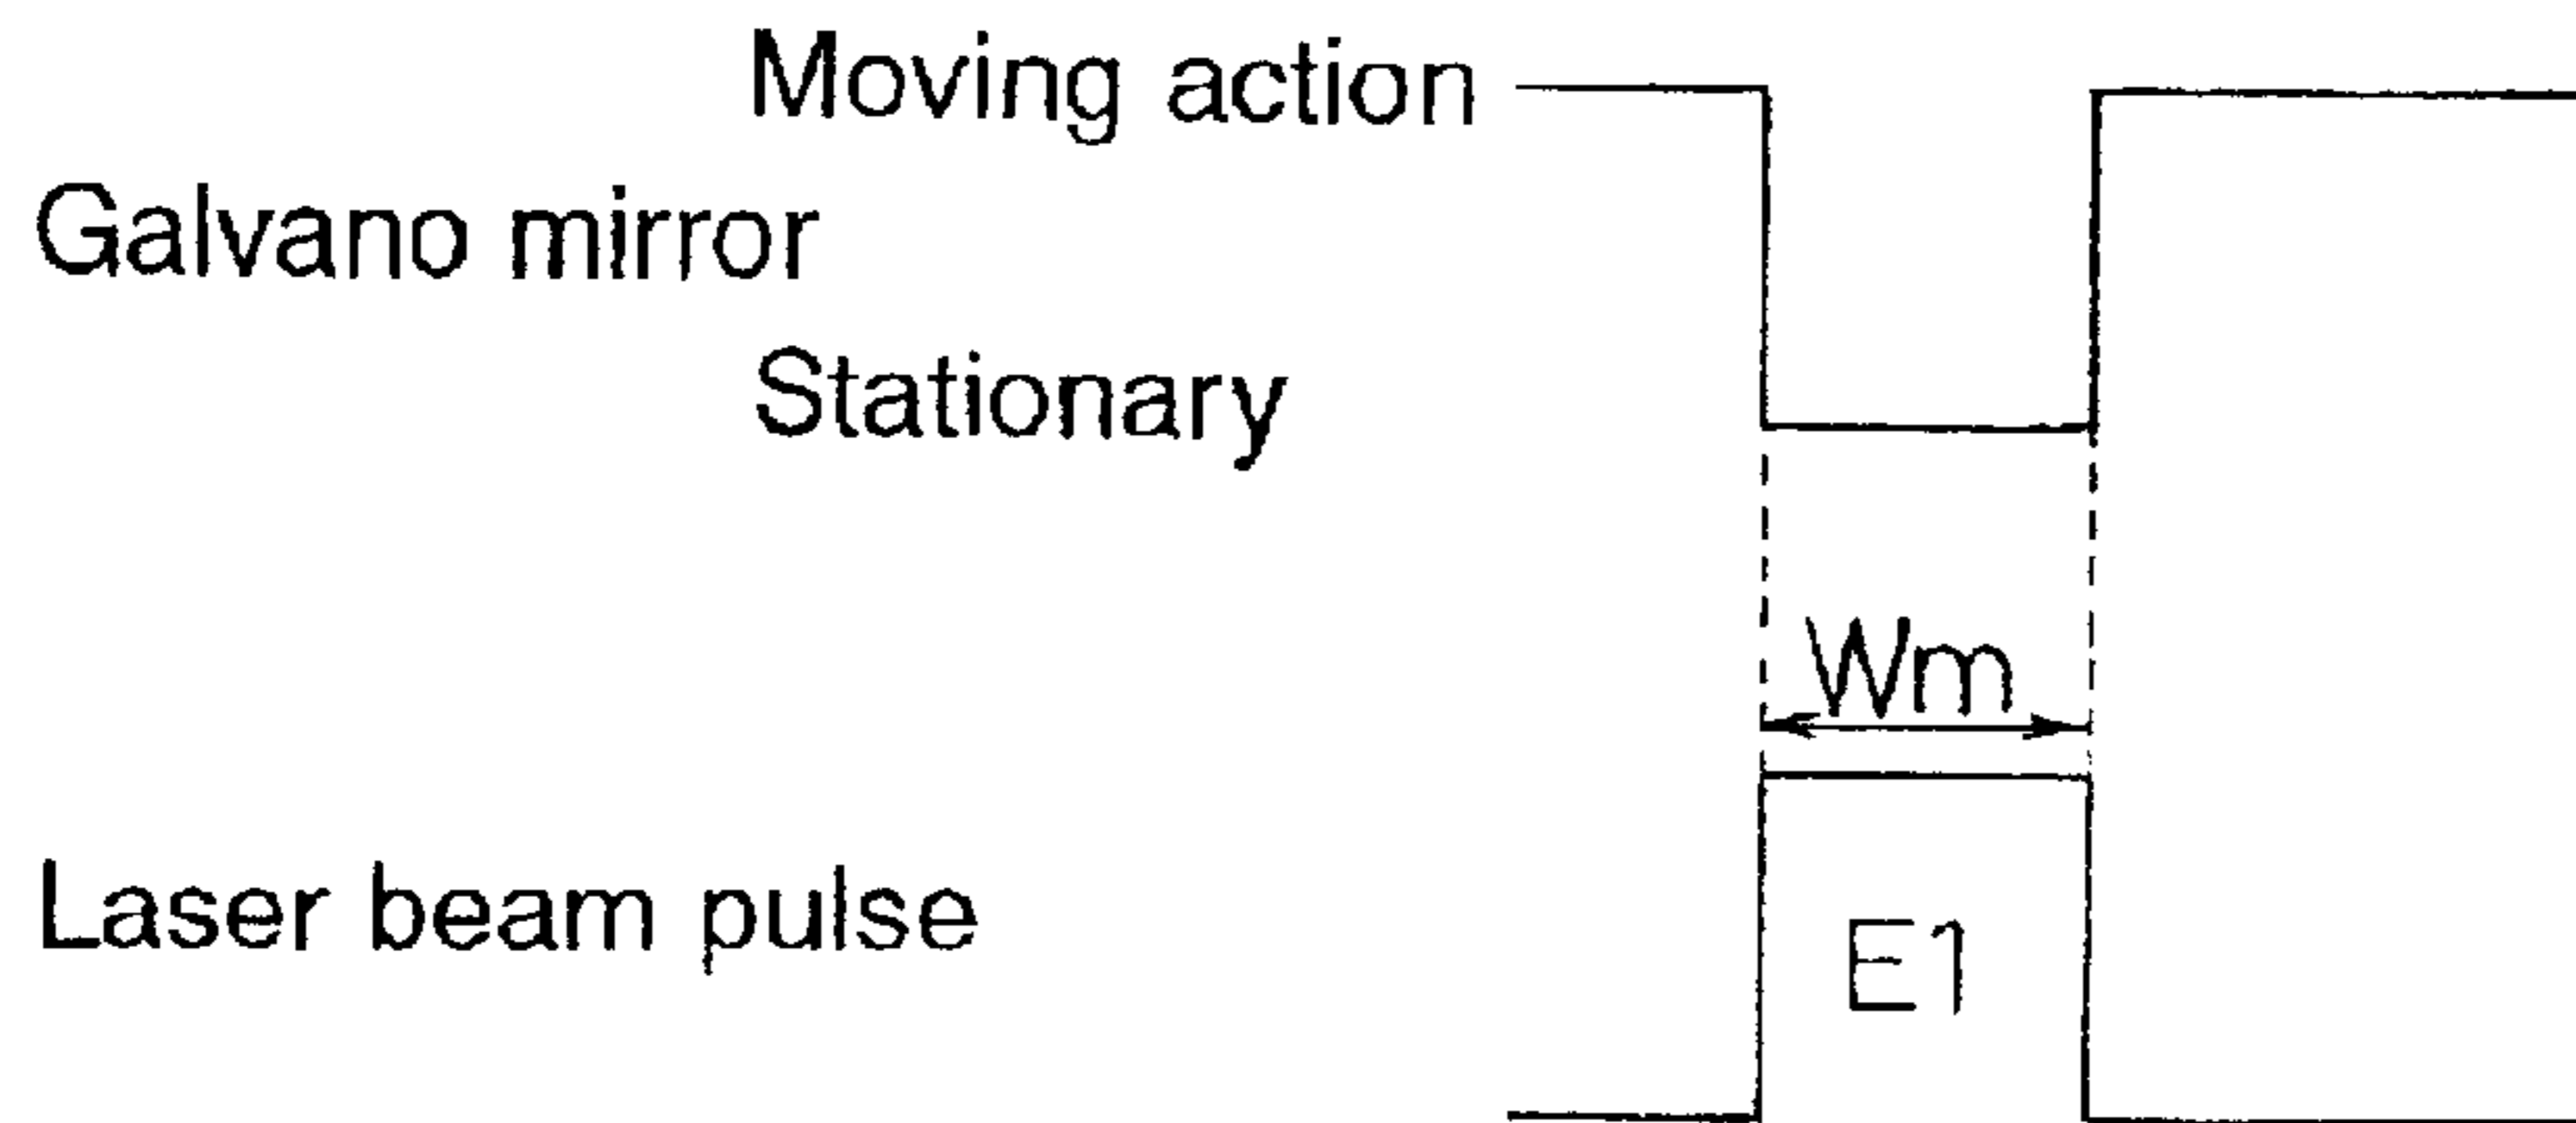 Moving action
Galvano mirror
Stationary
Wm
Laser beam pulse
E1